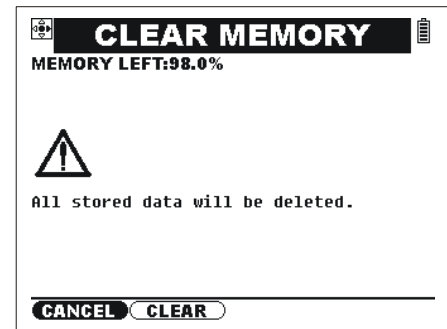 CLEAR MEMORY
MEMORY LEFT:98.0%
All stored data will be deleted.
CANCEL CLEAR